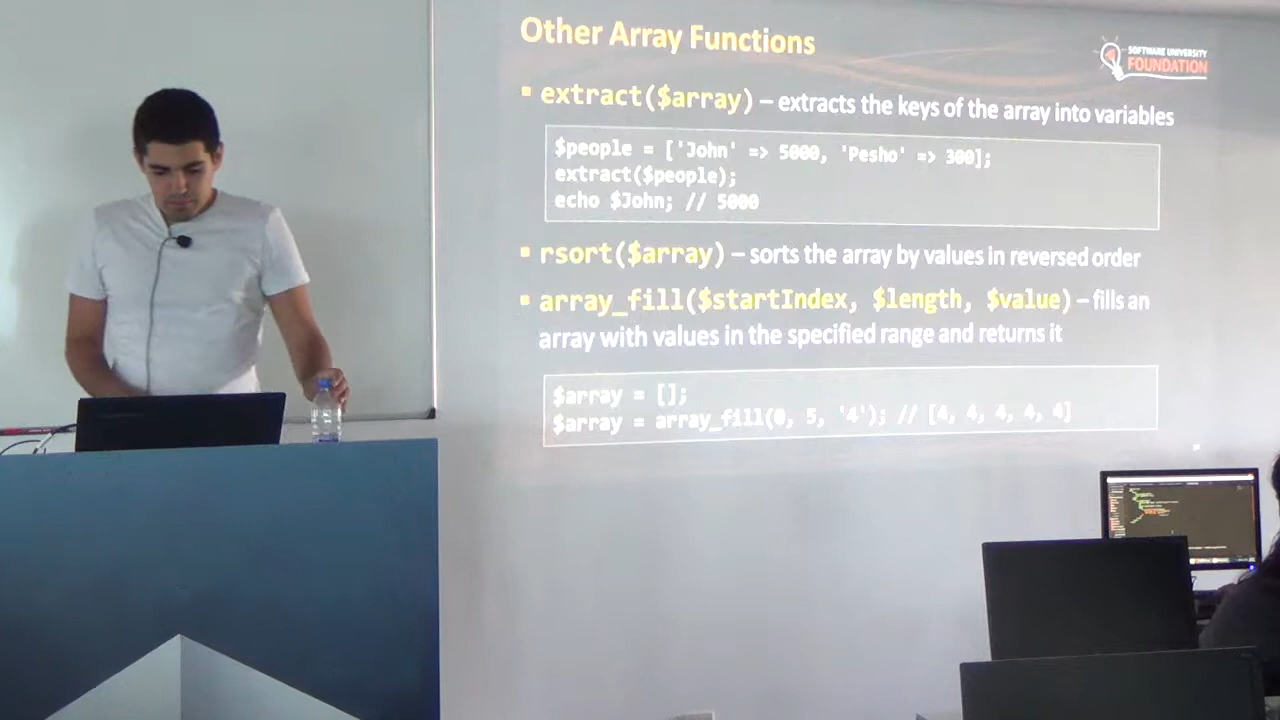 Other Array Functions
SOFTWARE UNIVERSITY
FOUNDATION
extract($array) – extracts the keys of the array into variables
$people = ['John' => 5000, 'Pesho' => 300];
extract($people);
echo $John; // 5000
rsort($array) – sorts the array by values in reversed order
array_fill($startIndex, $length, $value) – fills an
array with values in the specified range and returns it
$array = [];
$array = array_fill(0, 5, '4'); // [4, 4, 4, 4, 4]